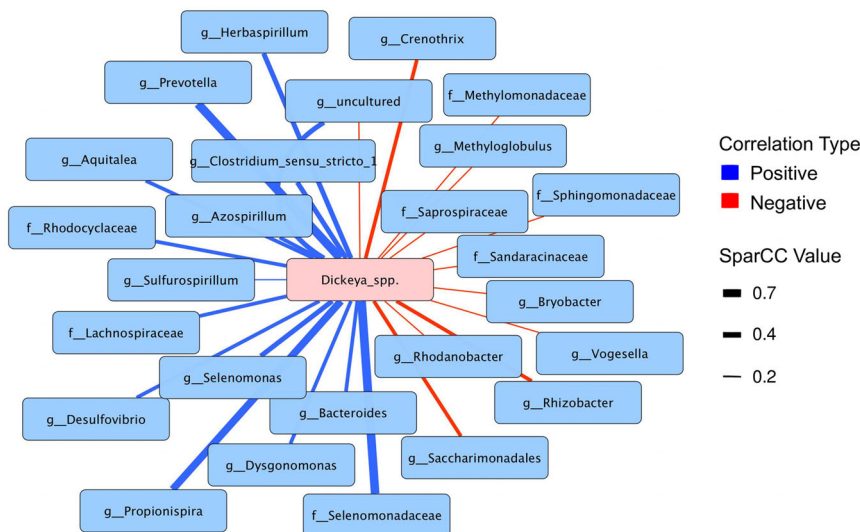 g__Herbaspirillum
g__Crenothrix
g__Prevotella
g__uncultured
f__Methylomonadaceae
g__Methyloglobulus
g__Aquitalea
g__Clostridium_sensu_stricto_1
f__Sphingomonadaceae
g__Azospirillum
f__Saprospiraceae
f__Rhodocyclaceae
f__Sandaracinaceae
g__Sulfurospirillum
Dickeya_spp.
g__Bryobacter
f__Lachnospiraceae
g__Vogesella
g__Rhodanobacter
g__Selenomonas
g__Rhizobacter
g__Desulfovibrio
g__Bacteroides
g__Saccharimonadales
g__Dysgonomonas
g__Propionispira
f__Selenomonadaceae
Correlation Type
Positive
Negative
SparCC Value
0.7
0.4
0.2